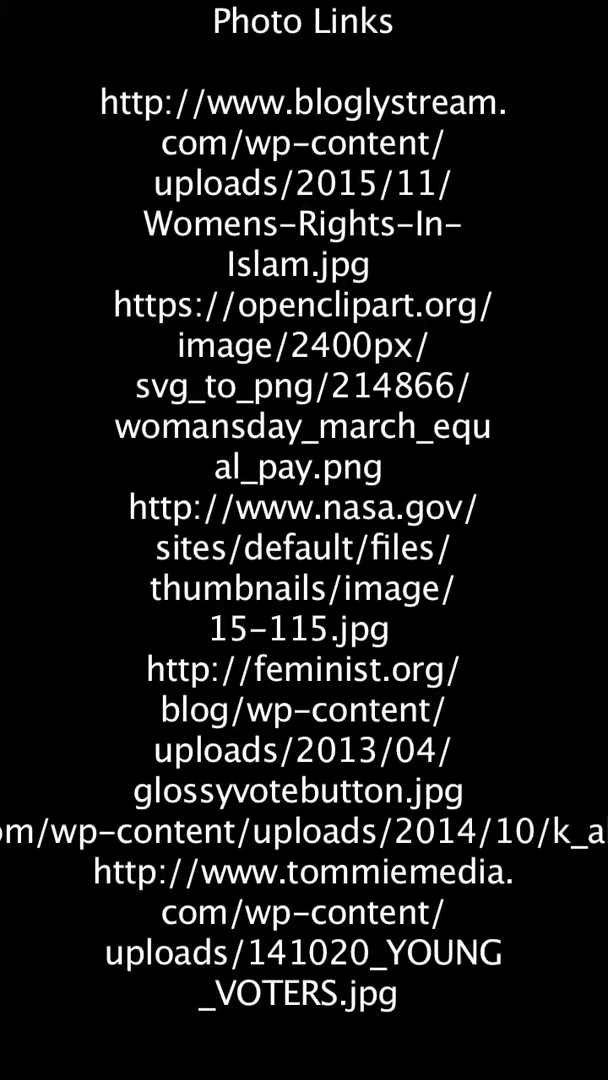 Photo Links
http://www.bloglystream.
com/wp-content/
uploads/2015/11/
Womens-Rights-In-
Islam.jpg
https://openclipart.org/
image/2400px/
svg_to_png/214866/
womansday_march_equ
al_pay.png
http://www.nasa.gov/
sites/default/files/
thumbnails/image/
15-115.jpg
http://feminist.org/
blog/wp-content/
uploads/2013/04/
glossyvotebutton.jpg
om/wp-content/uploads/2014/10/k_a
http://www.tommiemedia.
com/wp-content/
uploads/141020_YOUNG
_VOTERS.jpg